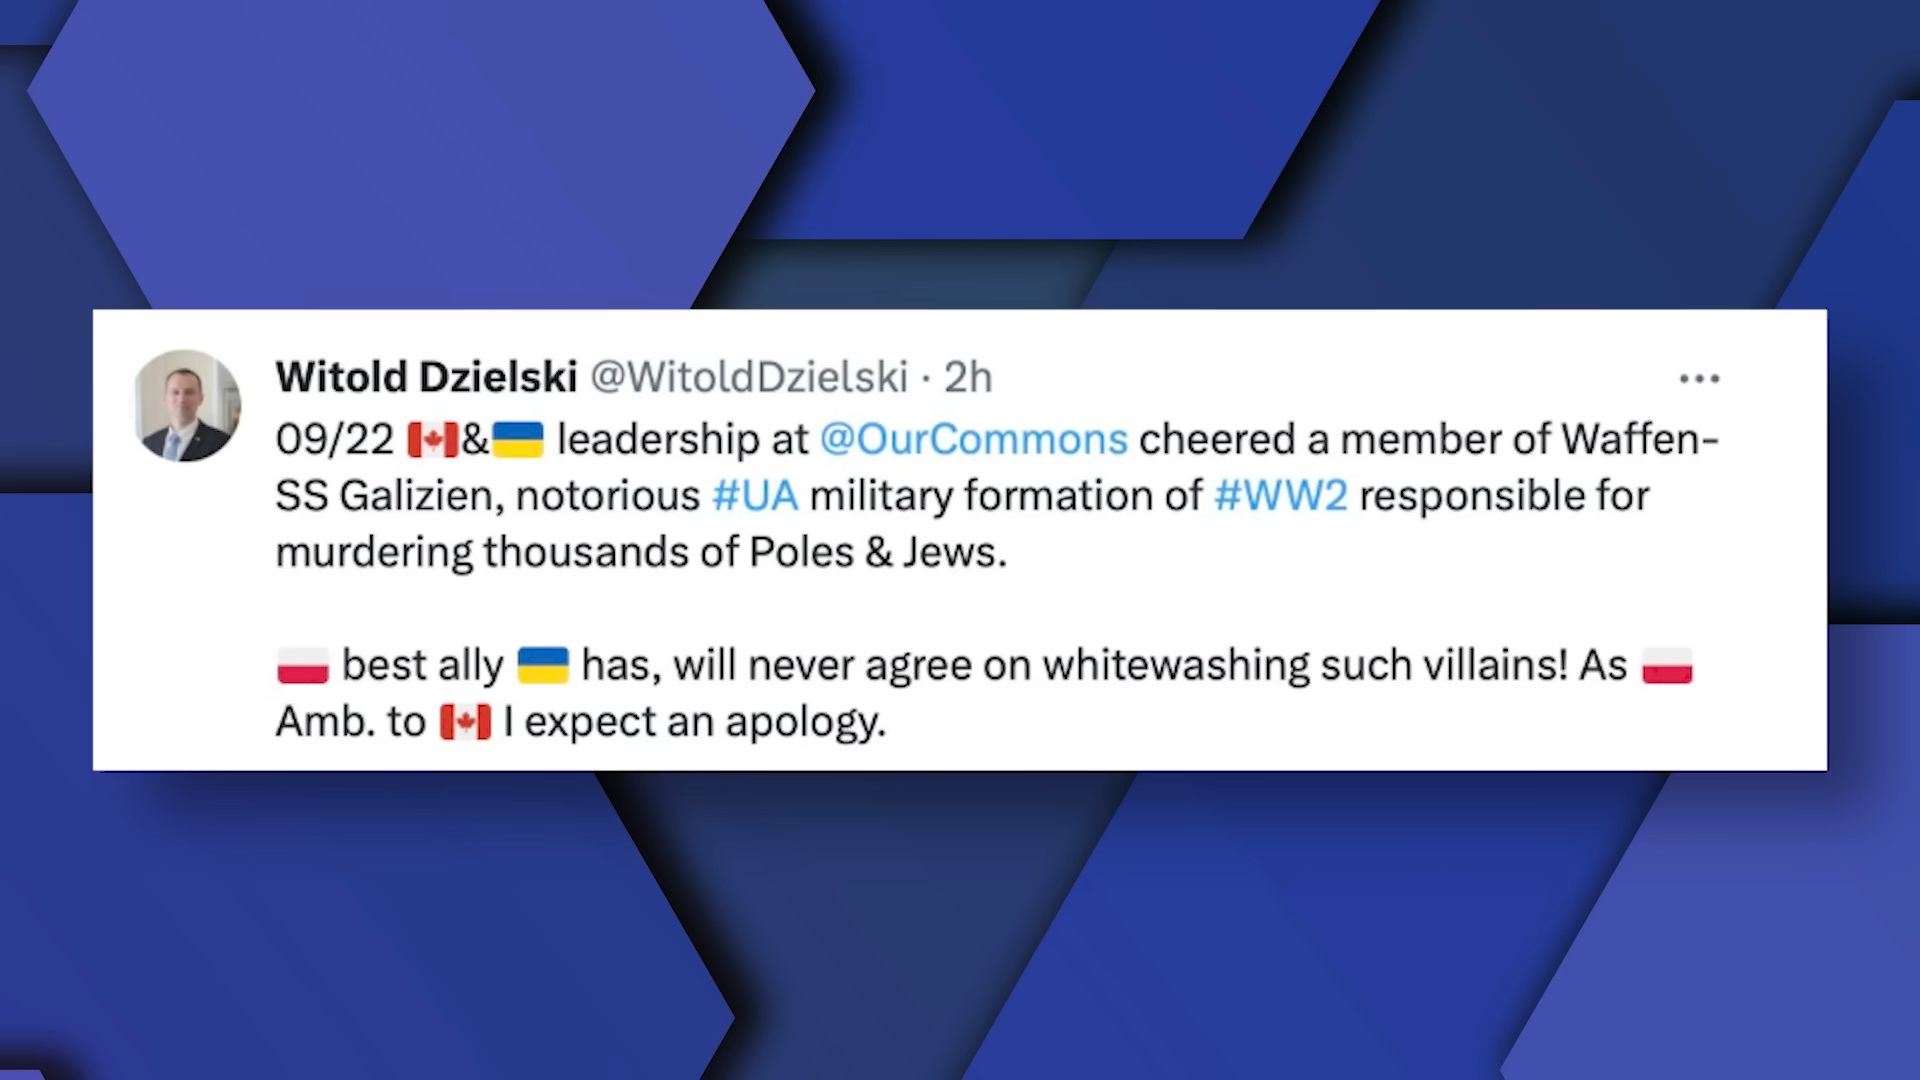 Witold Dzielski @WitoldDzielski · 2h
09/22 🇨🇦&🇺🇦 leadership at @OurCommons cheered a member of Waffen-
SS Galizien, notorious #UA military formation of #WW2 responsible for
murdering thousands of Poles & Jews.
🇵🇱 best ally 🇺🇦 has, will never agree on whitewashing such villains! As 🇵🇱
Amb. to 🇨🇦 I expect an apology.